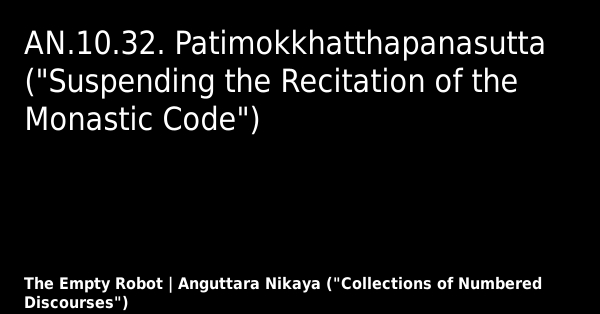 AN.10.32. Patimokkhatthapanasutta
("Suspending the Recitation of the
Monastic Code")
The Empty Robot | Anguttara Nikaya ("Collections of Numbered
Discourses")